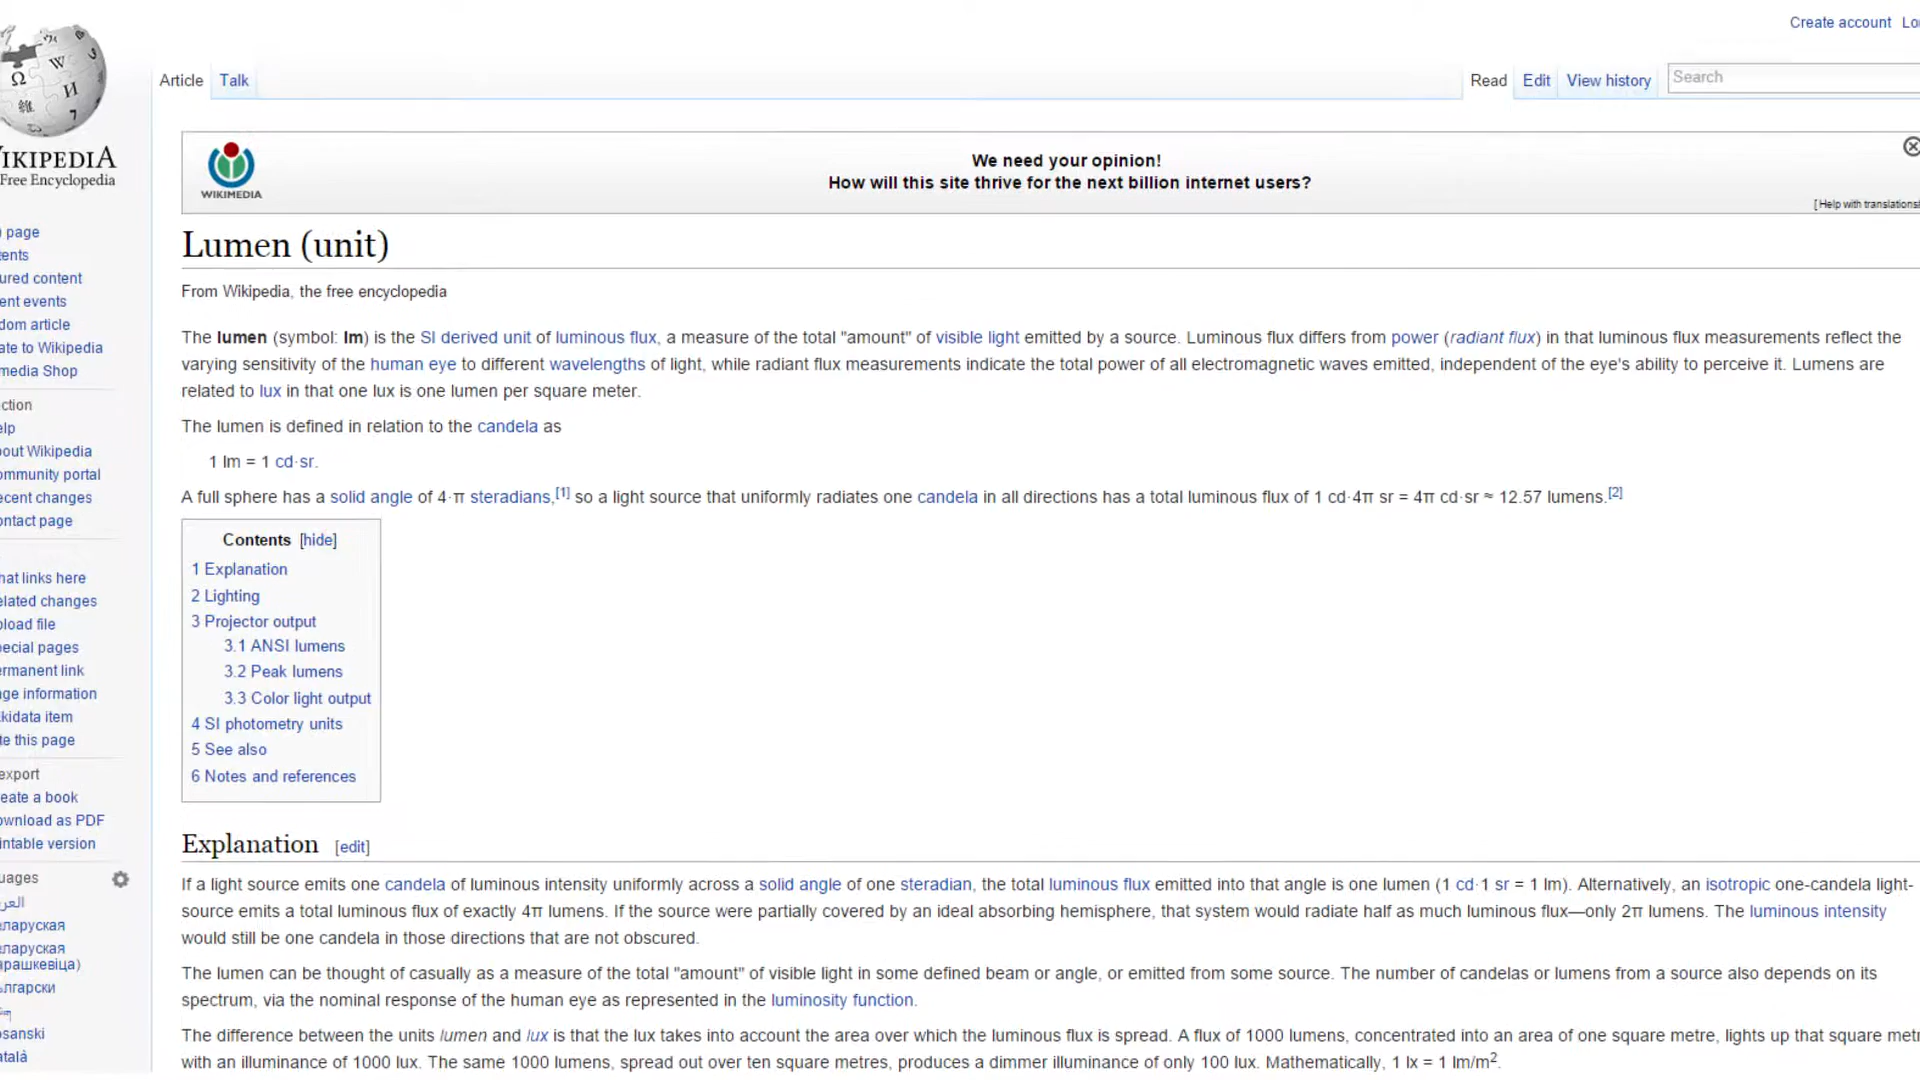 Create account
Article Talk
Read Edit View history Search
WIKIPEDIA
Free Encyclopedia
WIKIMEDIA
We need your opinion!
How will this site thrive for the next billion internet users?
[Help with translations!
Lumen (unit)
From Wikipedia, the free encyclopedia
The lumen (symbol: lm) is the SI derived unit of luminous flux, a measure of the total "amount" of visible light emitted by a source. Luminous flux differs from power (radiant flux) in that luminous flux measurements reflect the
varying sensitivity of the human eye to different wavelengths of light, while radiant flux measurements indicate the total power of all electromagnetic waves emitted, independent of the eye's ability to perceive it. Lumens are
related to lux in that one lux is one lumen per square meter.
The lumen is defined in relation to the candela as
1 lm = 1 cd·sr.
A full sphere has a solid angle of 4·π steradians,[1] so a light source that uniformly radiates one candela in all directions has a total luminous flux of 1 cd·4π sr = 4π cd·sr ≈ 12.57 lumens.[2]
Contents [hide]
1 Explanation
2 Lighting
3 Projector output
3.1 ANSI lumens
3.2 Peak lumens
3.3 Color light output
4 SI photometry units
5 See also
6 Notes and references
Explanation [edit]
If a light source emits one candela of luminous intensity uniformly across a solid angle of one steradian, the total luminous flux emitted into that angle is one lumen (1 cd·1 sr = 1 lm). Alternatively, an isotropic one-candela light-
source emits a total luminous flux of exactly 4π lumens. If the source were partially covered by an ideal absorbing hemisphere, that system would radiate half as much luminous flux—only 2π lumens. The luminous intensity
would still be one candela in those directions that are not obscured.
The lumen can be thought of casually as a measure of the total "amount" of visible light in some defined beam or angle, or emitted from some source. The number of candelas or lumens from a source also depends on its
spectrum, via the nominal response of the human eye as represented in the luminosity function.
The difference between the units lumen and lux is that the lux takes into account the area over which the luminous flux is spread. A flux of 1000 lumens, concentrated into an area of one square metre, lights up that square metr
with an illuminance of 1000 lux. The same 1000 lumens, spread out over ten square metres, produces a dimmer illuminance of only 100 lux. Mathematically, 1 lx = 1 lm/m².
page
tents
ured content
ent events
dom article
ate to Wikipedia
media Shop
ction
elp
bout Wikipedia
ommunity portal
ecent changes
ontact page
hat links here
elated changes
pload file
pecial pages
ermanent link
age information
kidata item
te this page
export
eate a book
ownload as PDF
intable version
uages
العر
еларуская
еларуская
арашкевіца)
ългарски
osanski
atalà